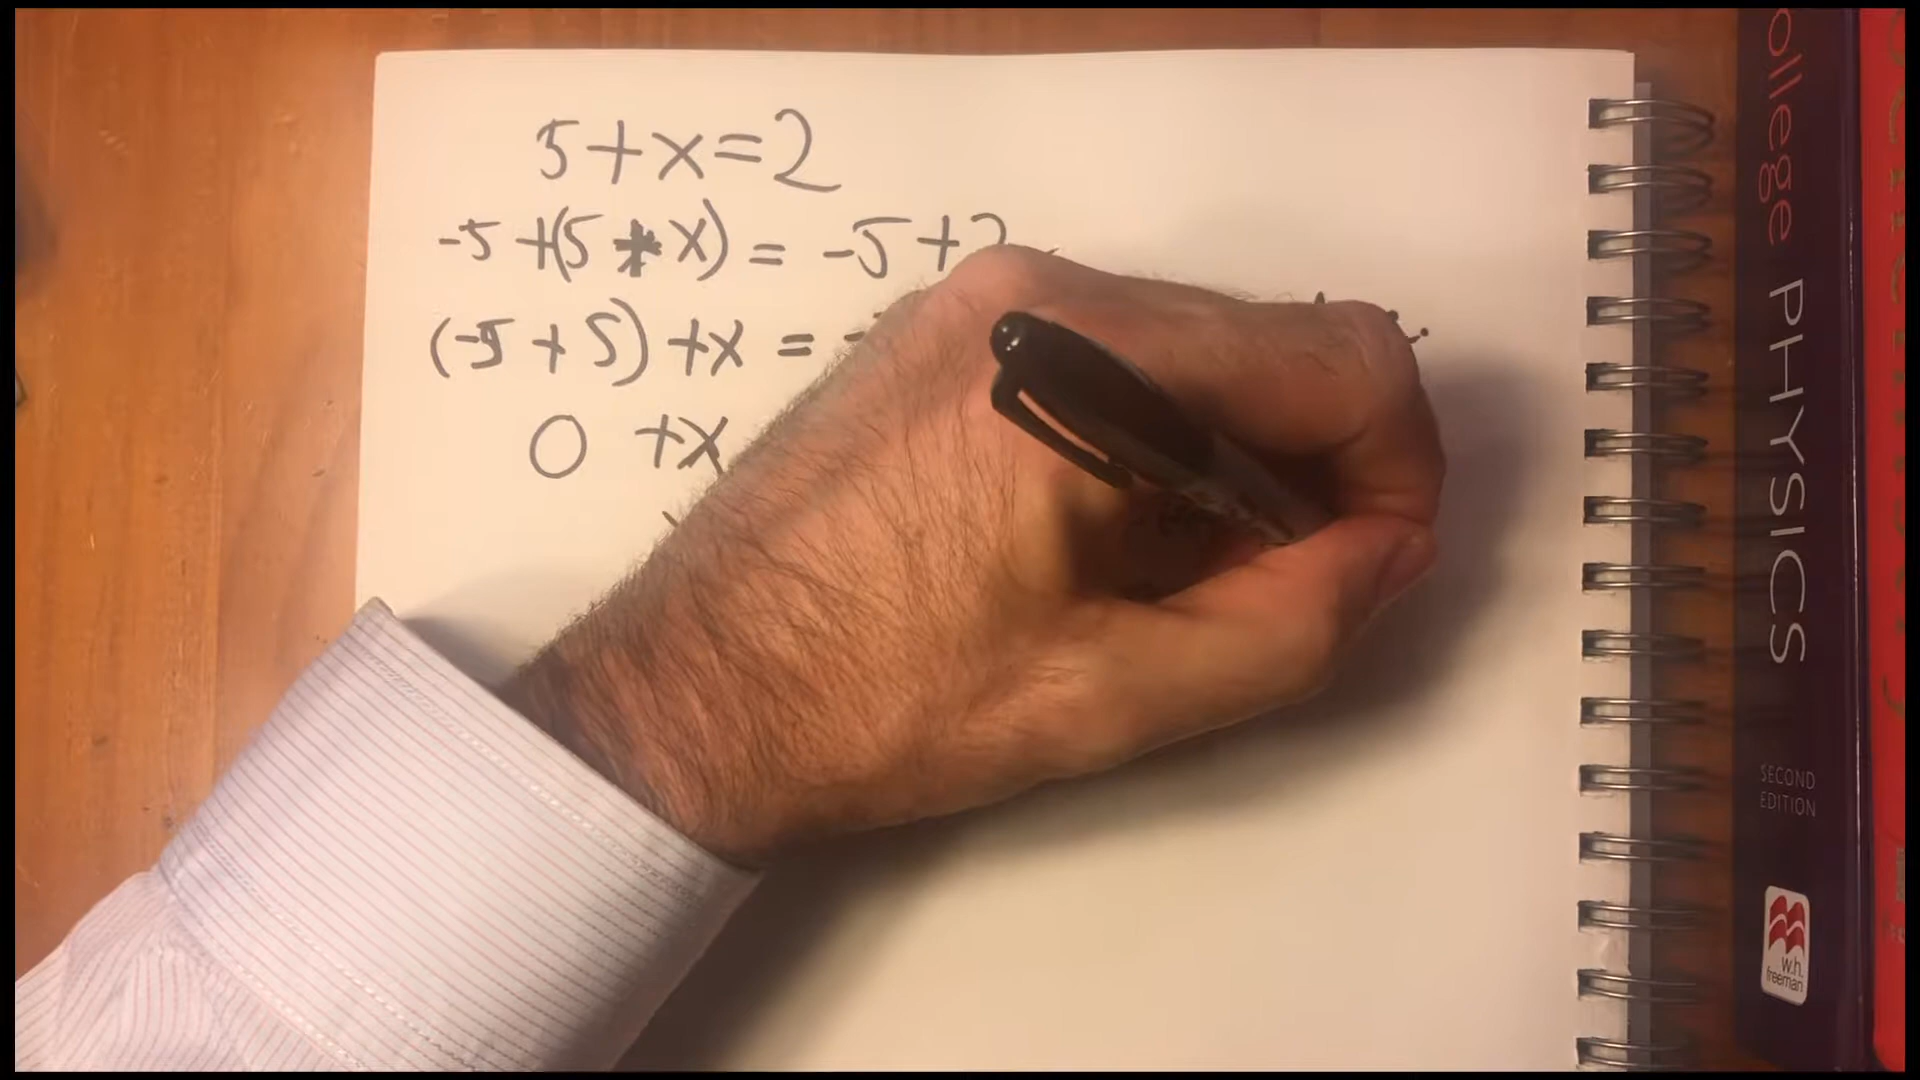 5+x=2
-5+(5+x)=-5+2
(-5+5)+x=
0+x
ollege PHYSICS
SECOND
EDITION
w.h.
freeman